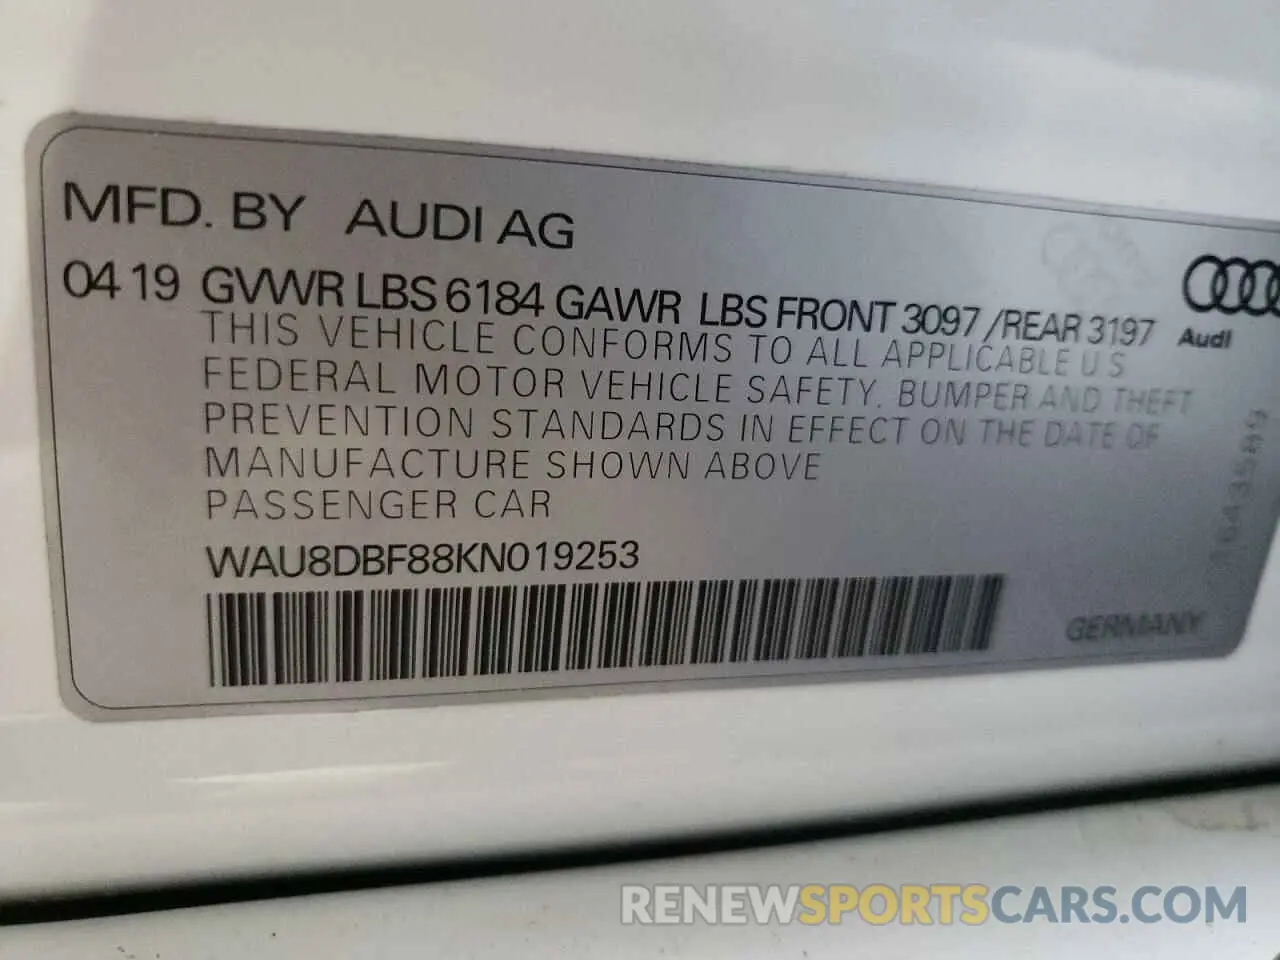 MFD. BY AUDI AG
04 19 GVWR LBS 6184 GAWR LBS FRONT 3097 /REAR 3197
Audi
THIS VEHICLE CONFORMS TO ALL APPLICABLE U S
FEDERAL MOTOR VEHICLE SAFETY. BUMPER AND THEFT
PREVENTION STANDARDS IN EFFECT ON THE DATE OF
MANUFACTURE SHOWN ABOVE
PASSENGER CAR
WAU8DBF88KN019253
GERMANY
RENEWSPORTSCARS.COM